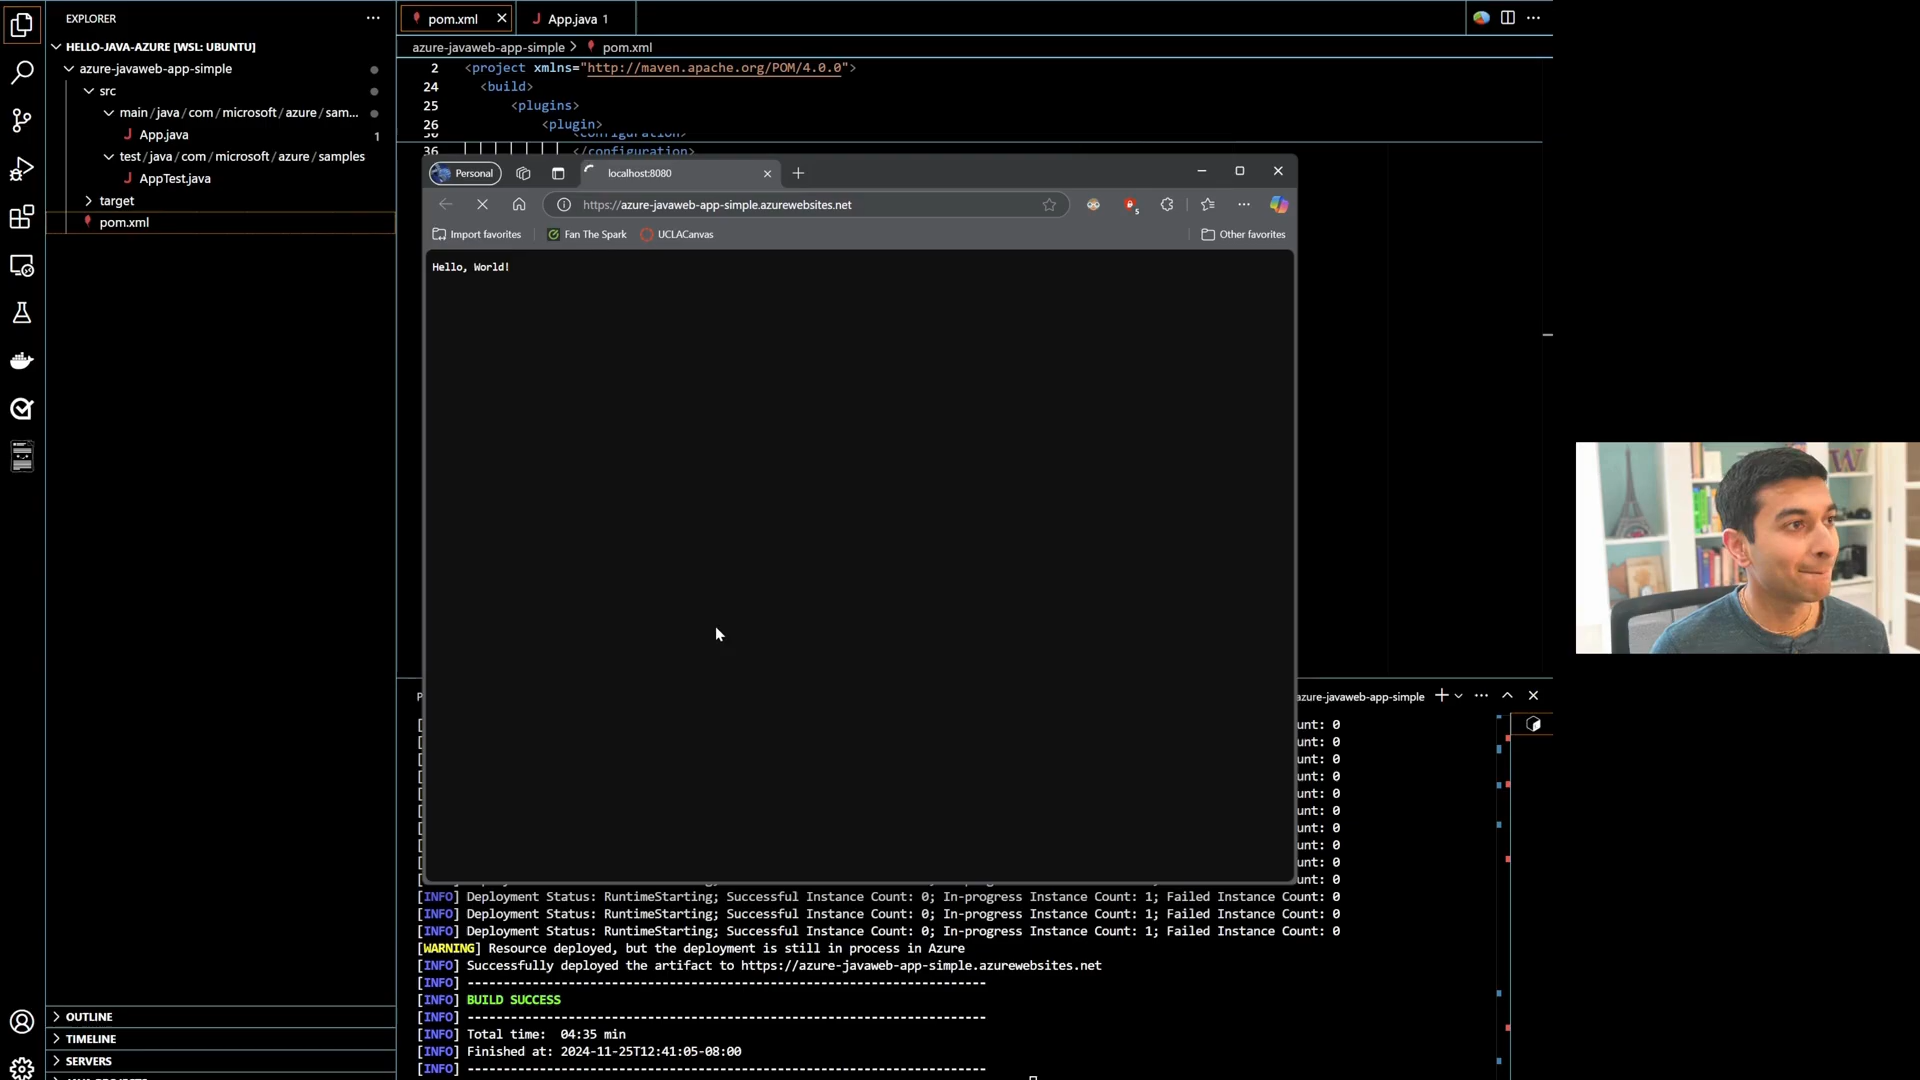 EXPLORER
HELLO-JAVA-AZURE [WSL: UBUNTU]
azure-javaweb-app-simple
src
main/java/com/microsoft/azure/sam...
App.java 1
test/java/com/microsoft/azure/samples
AppTest.java
target
pom.xml
OUTLINE
TIMELINE
SERVERS
pom.xml
App.java 1
azure-javaweb-app-simple > pom.xml
2 <project xmlns="http://maven.apache.org/POM/4.0.0">
24 <build>
25 <plugins>
26 <plugin>
<configuration>
36 </configuration>
Personal
localhost:8080
https://azure-javaweb-app-simple.azurewebsites.net
5
Import favorites
Fan The Spark
UCLACanvas
Other favorites
Hello, World!
azure-javaweb-app-simple
unt: 0
unt: 0
unt: 0
unt: 0
unt: 0
unt: 0
unt: 0
unt: 0
unt: 0
unt: 0
[INFO] Deployment Status: RuntimeStarting; Successful Instance Count: 0; In-progress Instance Count: 1; Failed Instance Count: 0
[INFO] Deployment Status: RuntimeStarting; Successful Instance Count: 0; In-progress Instance Count: 1; Failed Instance Count: 0
[INFO] Deployment Status: RuntimeStarting; Successful Instance Count: 0; In-progress Instance Count: 1; Failed Instance Count: 0
[WARNING] Resource deployed, but the deployment is still in process in Azure
[INFO] Successfully deployed the artifact to https://azure-javaweb-app-simple.azurewebsites.net
[INFO] ------------------------------------------------------------------------
[INFO] BUILD SUCCESS
[INFO] ------------------------------------------------------------------------
[INFO] Total time:  04:35 min
[INFO] Finished at: 2024-11-25T12:41:05-08:00
[INFO] ------------------------------------------------------------------------
W